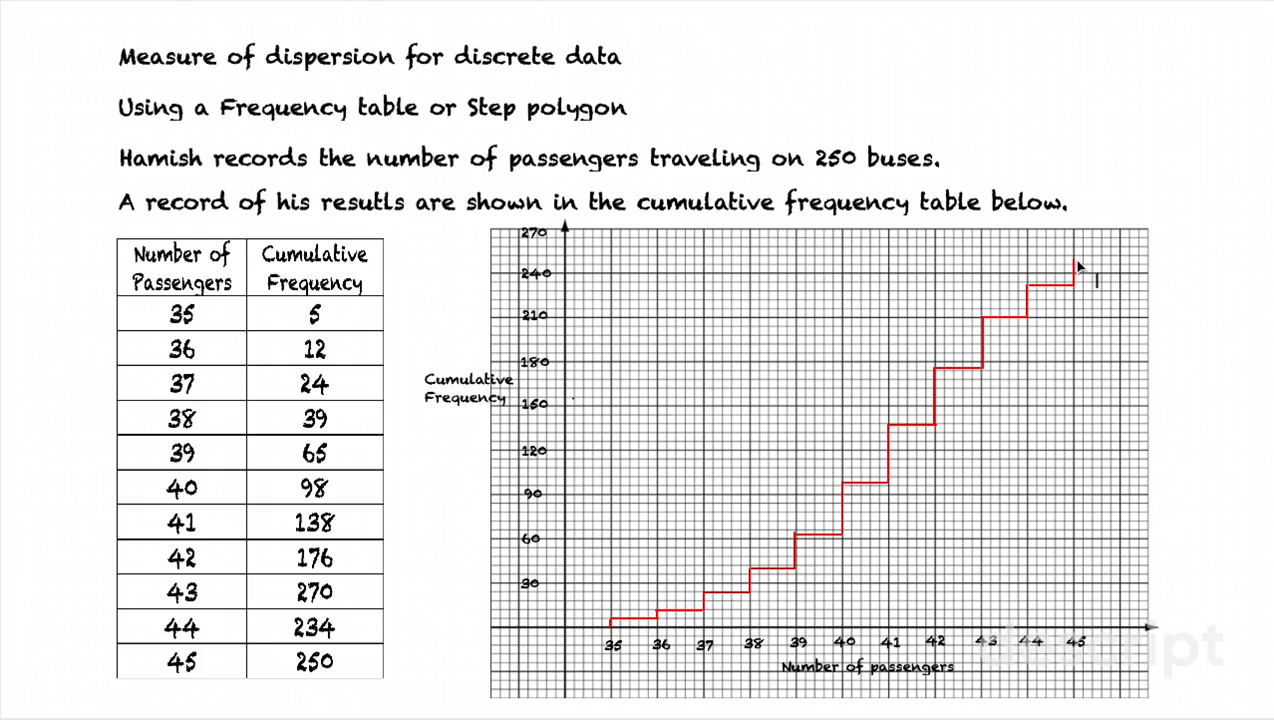 Measure of dispersion for discrete data
Using a Frequency table or Step polygon
Hamish records the number of passengers traveling on 250 buses.
A record of his resutls are shown in the cumulative frequency table below.
Number of Passengers Cumulative Frequency
35 5
36 12
37 24
38 39
39 65
40 98
41 138
42 176
43 270
44 234
45 250
270
240
210
180
Cumulative
Frequency
150
120
90
60
30
35 36 37 38 39 40 41 42 43 44 45
Number of passengers
descript